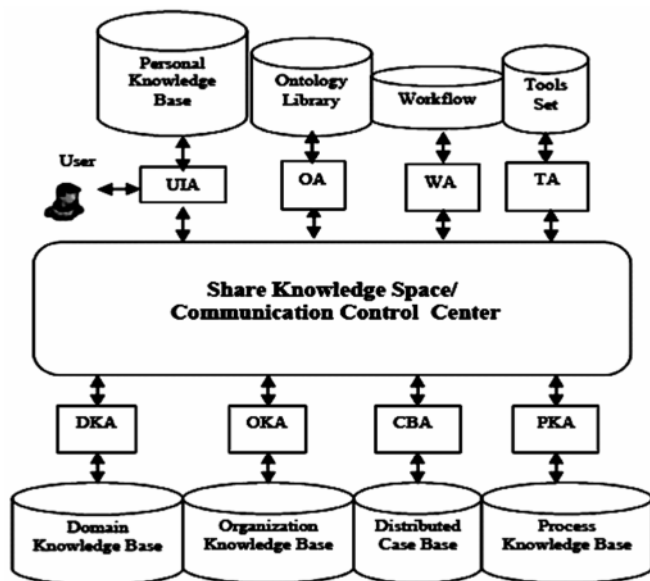 Personal
Knowledge
Base
Ontology
Library
Workflow
Tools
Set
User
UIA
OA
WA
TA
Share Knowledge Space/
Communication Control Center
DKA
OKA
CBA
PKA
Domain
Knowledge Base
Organization
Knowledge Base
Distributed
Case Base
Process
Knowledge Base